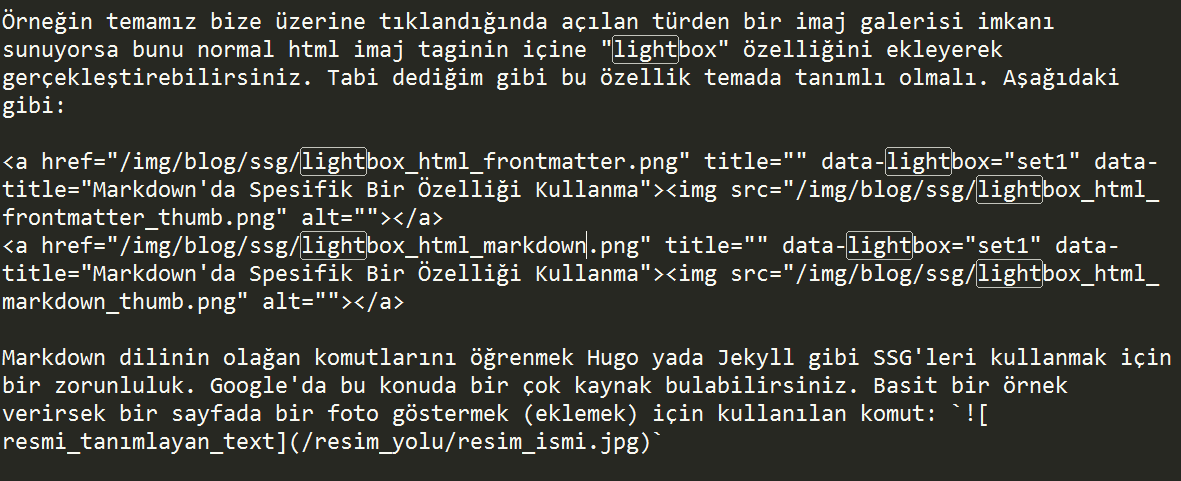 Örneğin temamız bize üzerine tıklandığında açılan türden bir imaj galerisi imkanı
sunuyorsa bunu normal html imaj taginin içine "lightbox" özelliğini ekleyerek
gerçekleştirebilirsiniz. Tabi dediğim gibi bu özellik temada tanımlı olmalı. Aşağıdaki
gibi:
<a href="/img/blog/ssg/lightbox_html_frontmatter.png" title="" data-lightbox="set1" data-
title="Markdown'da Spesifik Bir Özelliği Kullanma"><img src="/img/blog/ssg/lightbox_html_
frontmatter_thumb.png" alt=""></a>
<a href="/img/blog/ssg/lightbox_html_markdown.png" title="" data-lightbox="set1" data-
title="Markdown'da Spesifik Bir Özelliği Kullanma"><img src="/img/blog/ssg/lightbox_html_
markdown_thumb.png" alt=""></a>
Markdown dilinin olağan komutlarını öğrenmek Hugo yada Jekyll gibi SSG'leri kullanmak için
bir zorunluluk. Google'da bu konuda bir çok kaynak bulabilirsiniz. Basit bir örnek
verirsek bir sayfada bir foto göstermek (eklemek) için kullanılan komut: `![
resmi_tanımlayan_text](/resim_yolu/resim_ismi.jpg)`